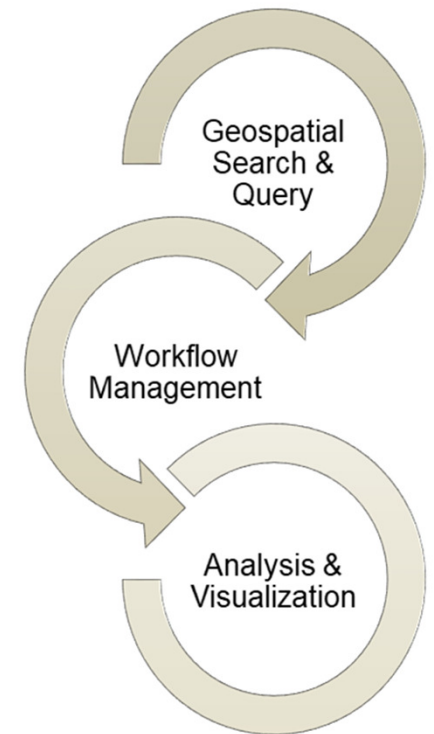 Geospatial
Search &
Query
Workflow
Management
Analysis &
Visualization